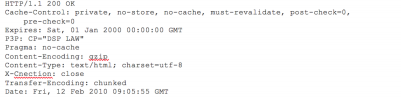 HTTP/1.1 200 OK
Cache-Control: private, no-store, no-cache, must-revalidate, post-check=0,
pre-check=0
Expires: Sat, 01 Jan 2000 00:00:00 GMT
P3P: CP="DSP LAW"
Pragma: no-cache
Content-Encoding: gzip
Content-Type: text/html; charset=utf-8
X-Cnection: close
Transfer-Encoding: chunked
Date: Fri, 12 Feb 2010 09:05:55 GMT